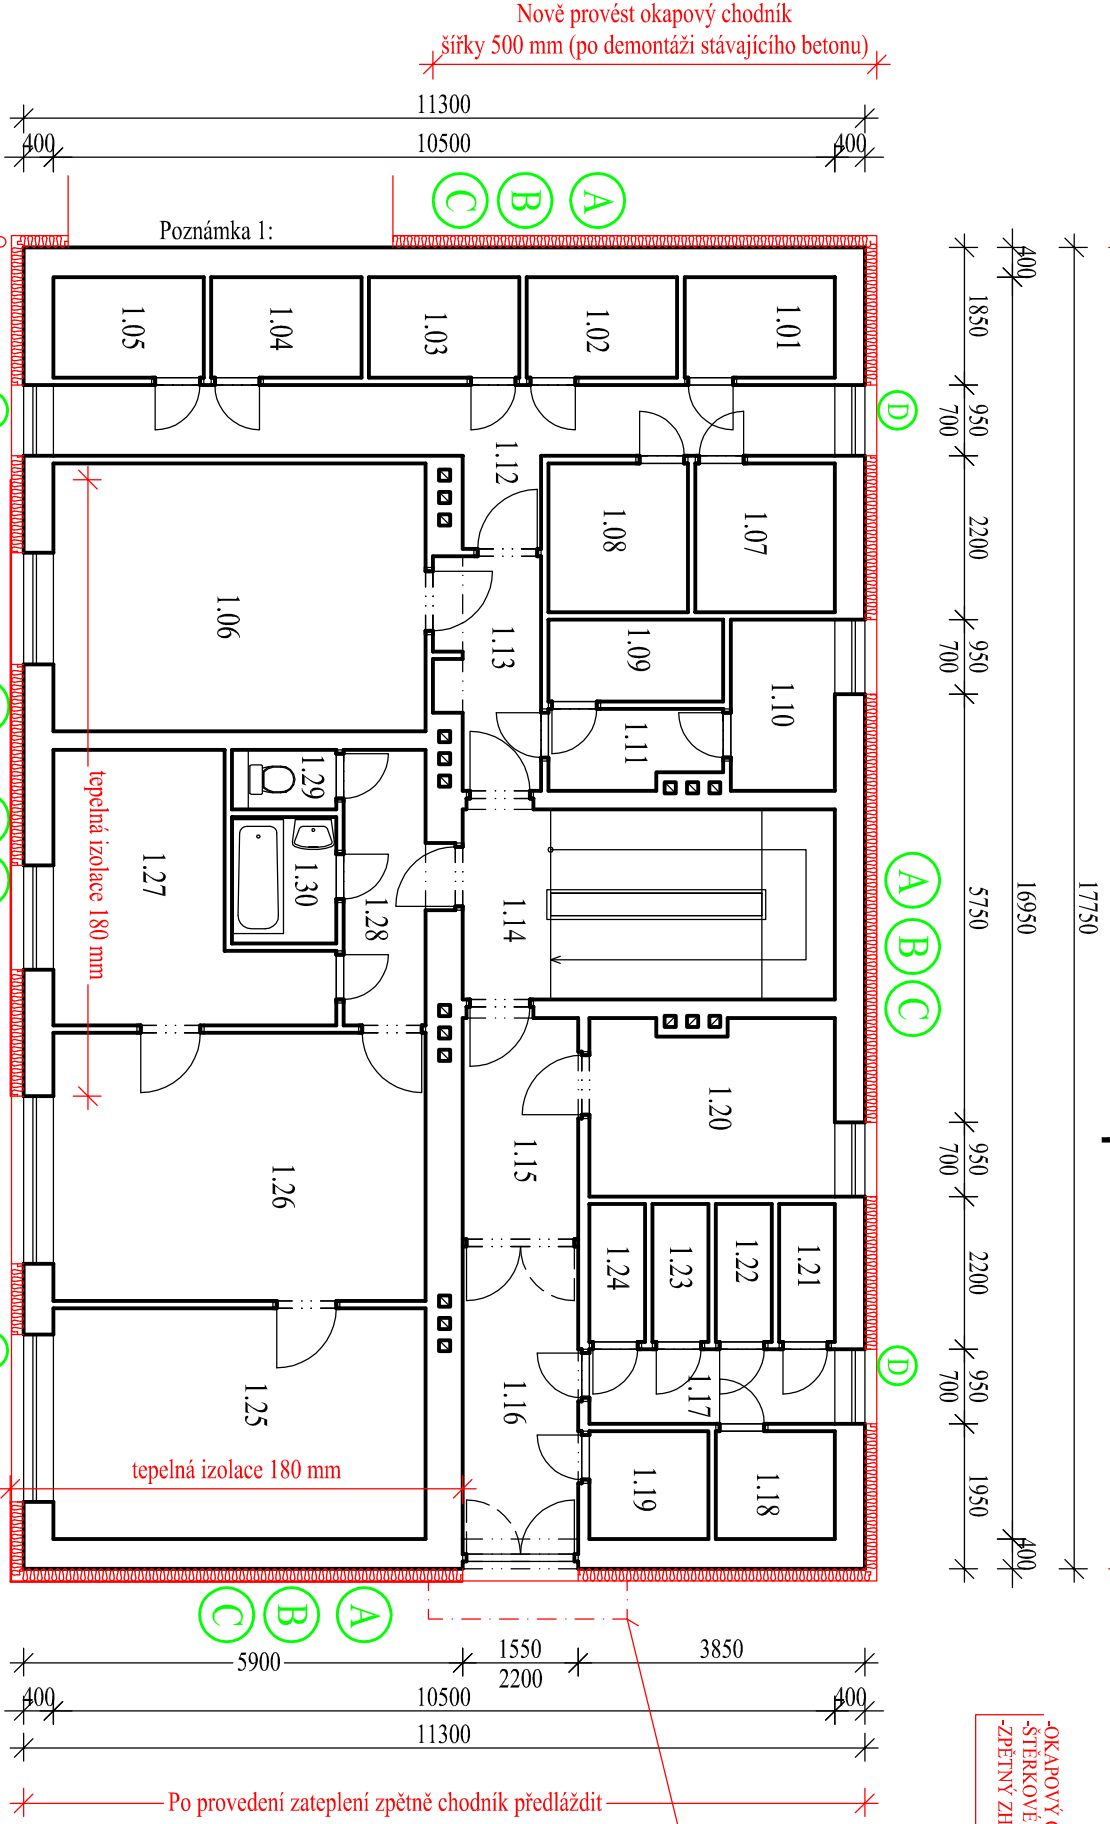 Nově provést okapový chodník
šířky 500 mm (po demontáži stávajícího betonu)
11300
400
10500
400
C
B
A
Poznámka 1:
17750
16950
400
1850
950
700
2200
950
700
5750
950
700
2200
950
700
1950
400
D
A
B
C
D
1.05
1.04
1.03
1.02
1.01
1.12
1.08
1.07
1.06
1.13
1.09
1.10
1.11
1.29
1.30
1.27
1.28
1.14
tepelná izolace 180 mm
1.20
1.15
1.26
1.24
1.23
1.22
1.21
1.25
1.16
1.17
1.19
1.18
tepelná izolace 180 mm
C
B
A
5900
1550
2200
3850
400
10500
400
11300
Po provedení zateplení zpětně chodník předláždit
-OKAPOVÝ
-ŠTĚRKOVÉ
-ZPĚTNÝ ZH